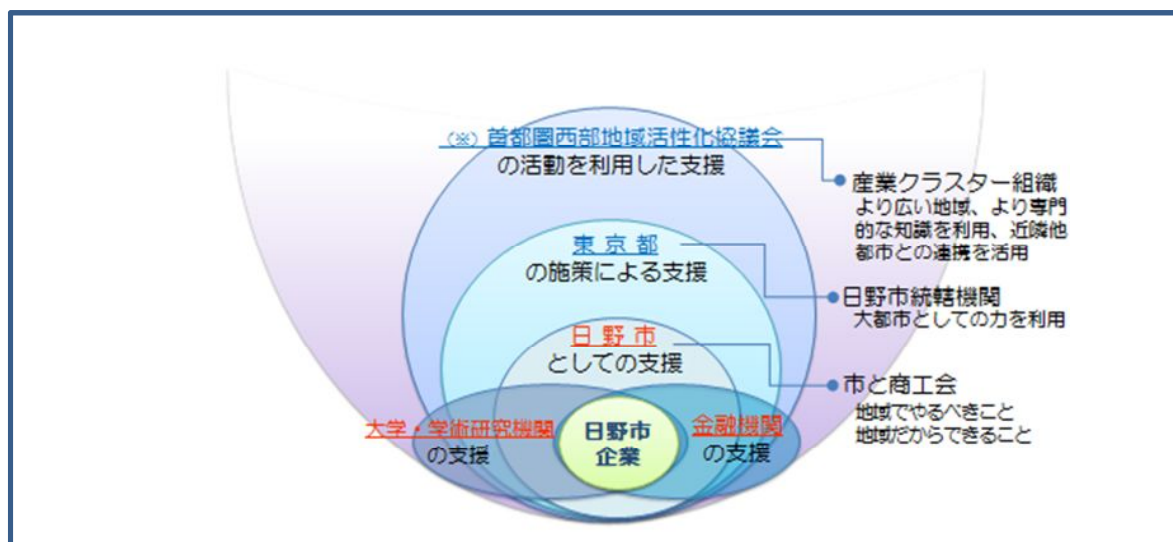 (※) 首都圏西部地域活性化協議会
の活動を利用した支援
産業クラスター組織
より広い地域、より専門
的な知識を利用、近隣他
都市との連携を活用
東 京 都
の施策による支援
日野市統轄機関
大都市としての力を利用
日 野 市
としての支援
市と商工会
地域でやるべきこと
地域だからできること
大学・学術研究機関
の支援
日野市
企業
金融機関
の支援